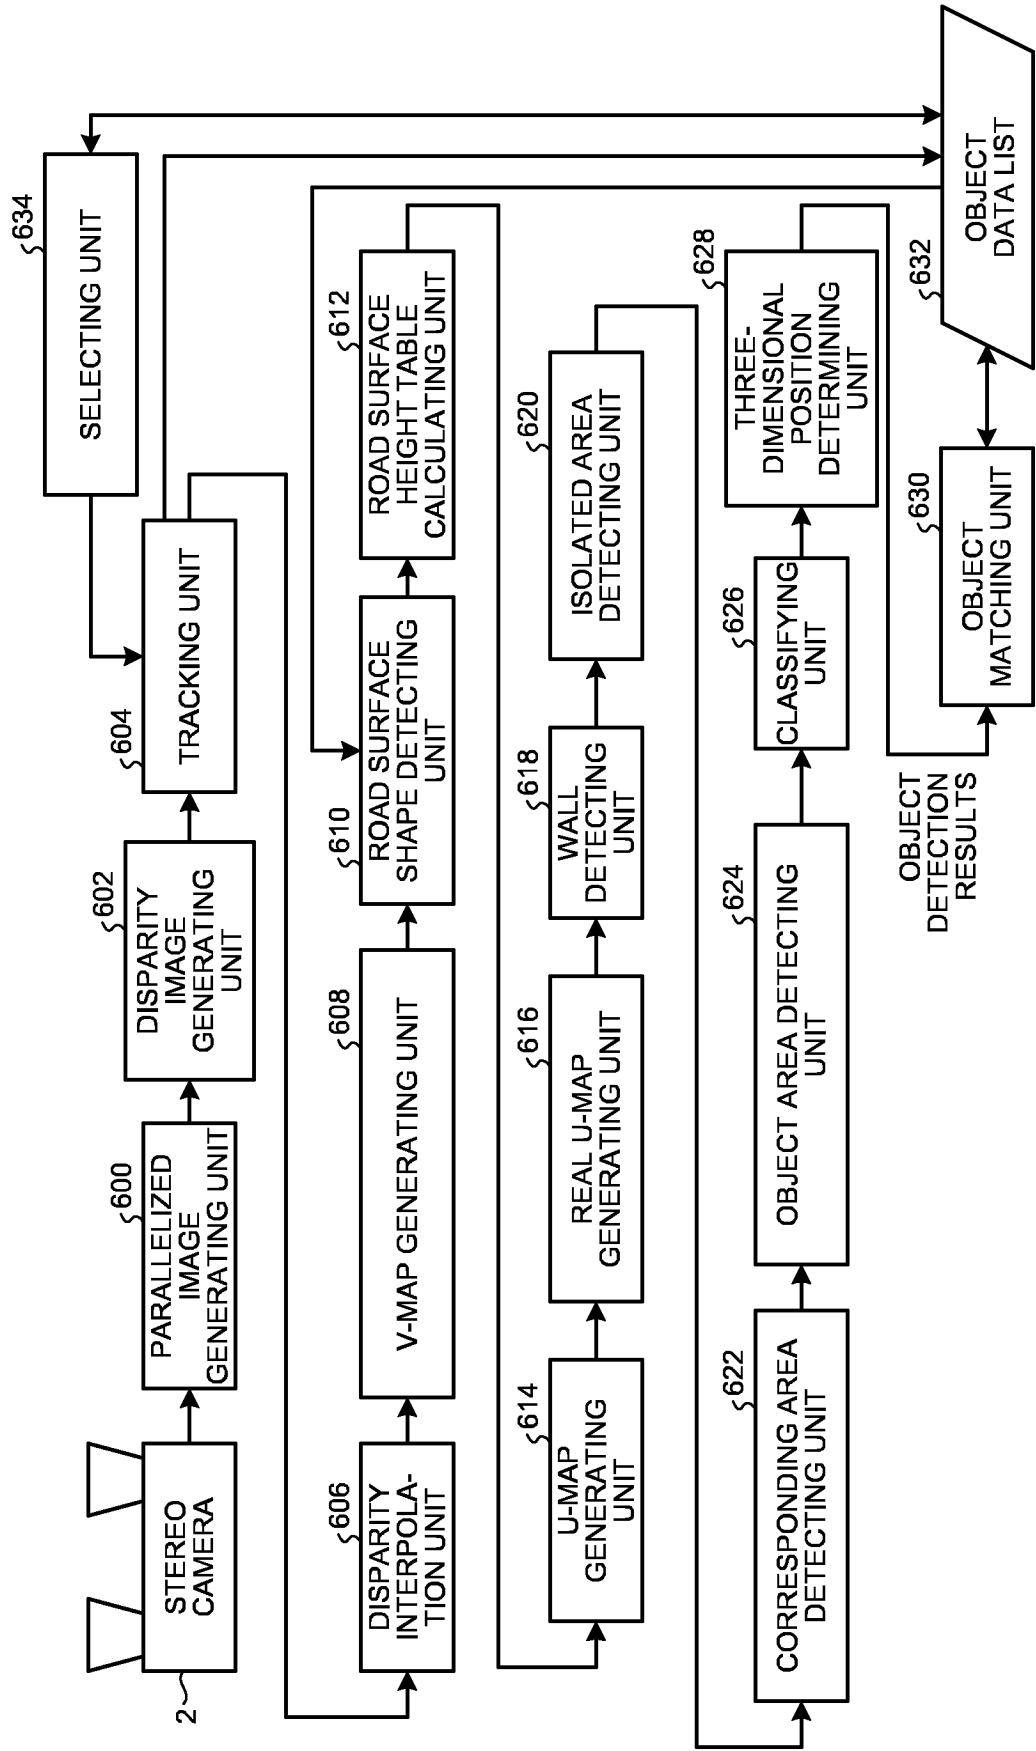 2
STEREO
CAMERA
600
PARALLELIZED
IMAGE
GENERATING UNIT
602
DISPARITY
IMAGE
GENERATING
UNIT
604
TRACKING UNIT
634
SELECTING UNIT
606
DISPARITY
INTERPOLA-
TION UNIT
608
V-MAP GENERATING UNIT
610
ROAD SURFACE
SHAPE DETECTING
UNIT
612
ROAD SURFACE
HEIGHT TABLE
CALCULATING UNIT
614
U-MAP
GENERATING
UNIT
616
REAL U-MAP
GENERATING UNIT
618
WALL
DETECTING
UNIT
620
ISOLATED AREA
DETECTING UNIT
622
CORRESPONDING AREA
DETECTING UNIT
624
OBJECT AREA DETECTING
UNIT
626
CLASSIFYING
UNIT
628
THREE-
DIMENSIONAL
POSITION
DETERMINING
UNIT
OBJECT
DETECTION
RESULTS
630
OBJECT
MATCHING UNIT
632
OBJECT
DATA LIST